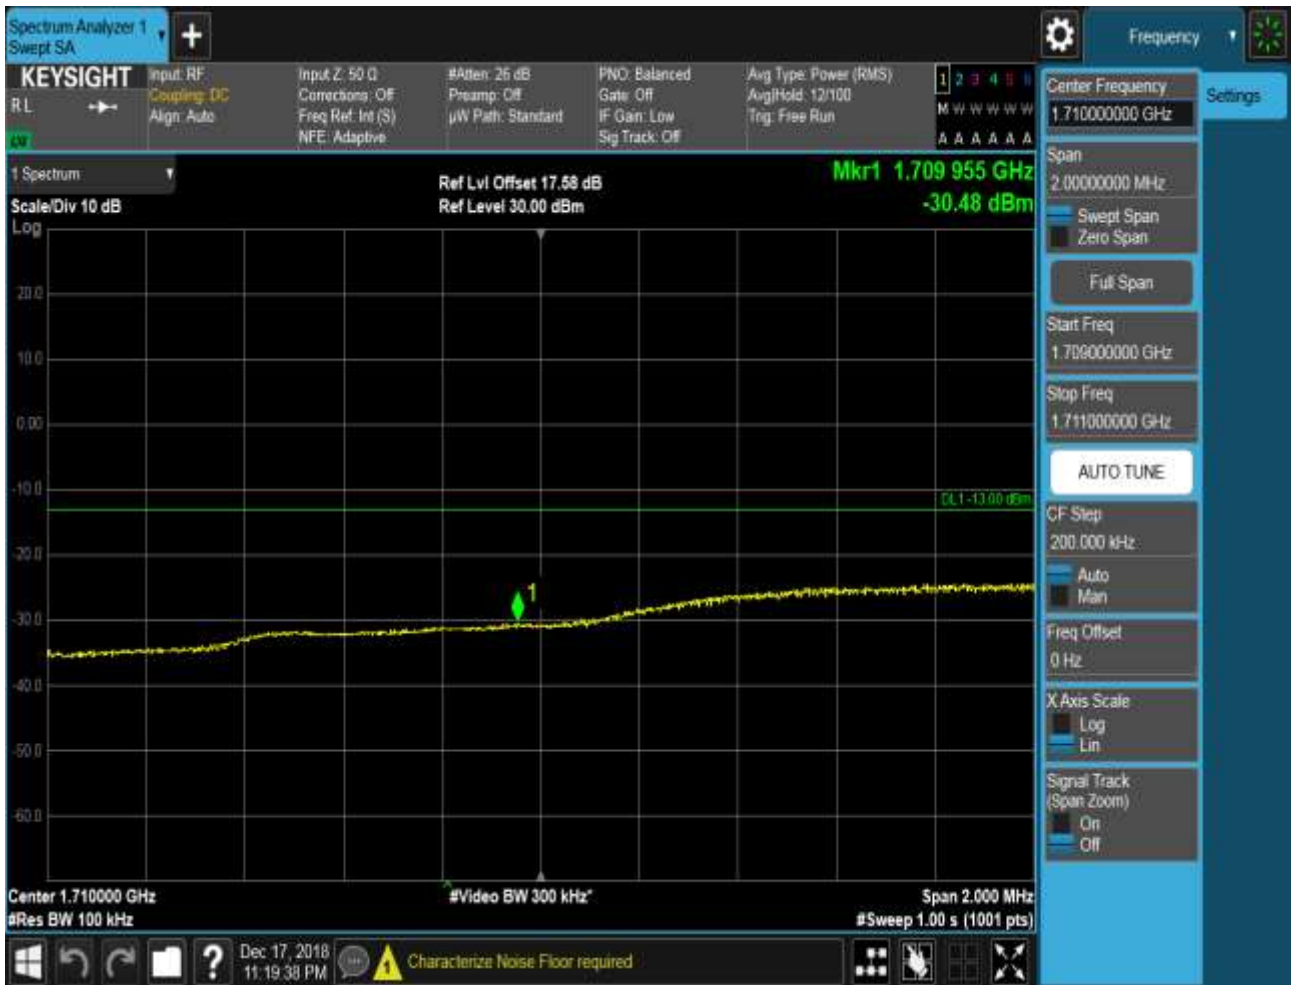 Spectrum Analyzer 1
Swept SA
+
Frequency
KEYSIGHT
R L
Input: RF
Coupling: DC
Align: Auto
Input Z: 50 Ω
Corrections: Off
Freq Ref: Int (S)
NFE: Adaptive
#Atten: 26 dB
Preamp: Off
µW Path: Standard
PNO: Balanced
Gate: Off
IF Gain: Low
Sig Track: Off
Avg Type: Power (RMS)
Avg|Hold: 12/100
Trig: Free Run
1 2 3 4 5 6
M W W W W W
A A A A A A
1 Spectrum
Scale/Div 10 dB
Log
Ref Lvl Offset 17.58 dB
Ref Level 30.00 dBm
Mkr1 1.709 955 GHz
-30.48 dBm
20.0
10.0
0.00
-10.0
-20.0
-30.0
-40.0
-50.0
-60.0
DL1 -13.00 dBm
1
Center 1.710000 GHz
#Res BW 100 kHz
#Video BW 300 kHz*
Span 2.000 MHz
#Sweep 1.00 s (1001 pts)
Center Frequency
1.710000000 GHz
Settings
Span
2.00000000 MHz
Swept Span
Zero Span
Full Span
Start Freq
1.709000000 GHz
Stop Freq
1.711000000 GHz
AUTO TUNE
CF Step
200.000 kHz
Auto
Man
Freq Offset
0 Hz
X Axis Scale
Log
Lin
Signal Track
(Span Zoom)
On
Off
?
Dec 17, 2018
11:19:38 PM
1
Characterize Noise Floor required